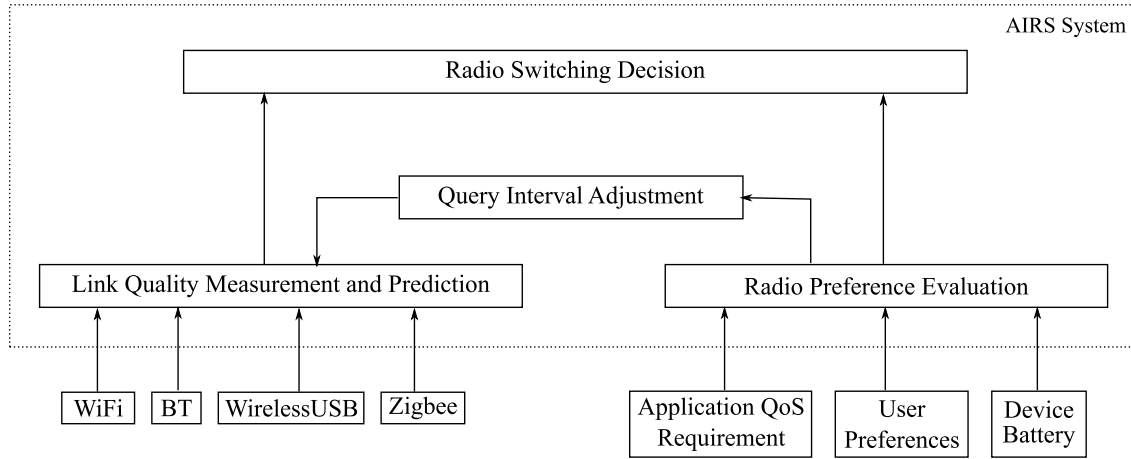 AIRS System
Radio Switching Decision
Query Interval Adjustment
Link Quality Measurement and Prediction
Radio Preference Evaluation
WiFi
BT
WirelessUSB
Zigbee
Application QoS
Requirement
User
Preferences
Device
Battery